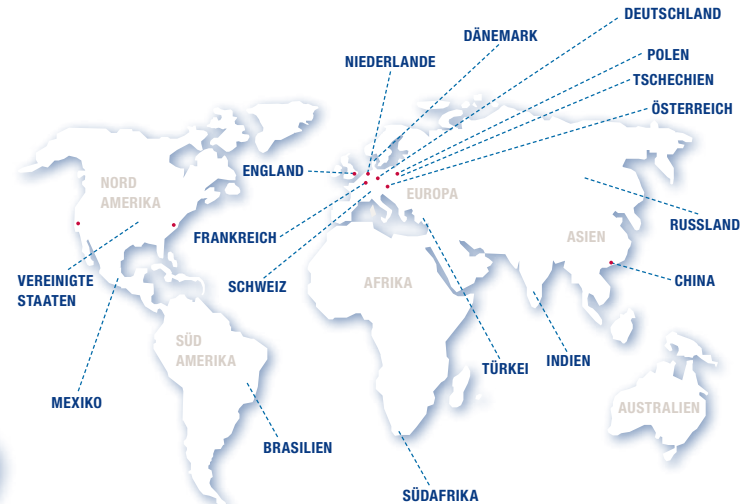 DEUTSCHLAND
DÄNEMARK
POLEN
NIEDERLANDE
TSCHECHIEN
ÖSTERREICH
ENGLAND
NORD
AMERIKA
EUROPA
RUSSLAND
FRANKREICH
ASIEN
VEREINIGTE
STAATEN
SCHWEIZ
AFRIKA
CHINA
SÜD
AMERIKA
TÜRKEI
INDIEN
MEXIKO
AUSTRALIEN
BRASILIEN
SÜDAFRIKA